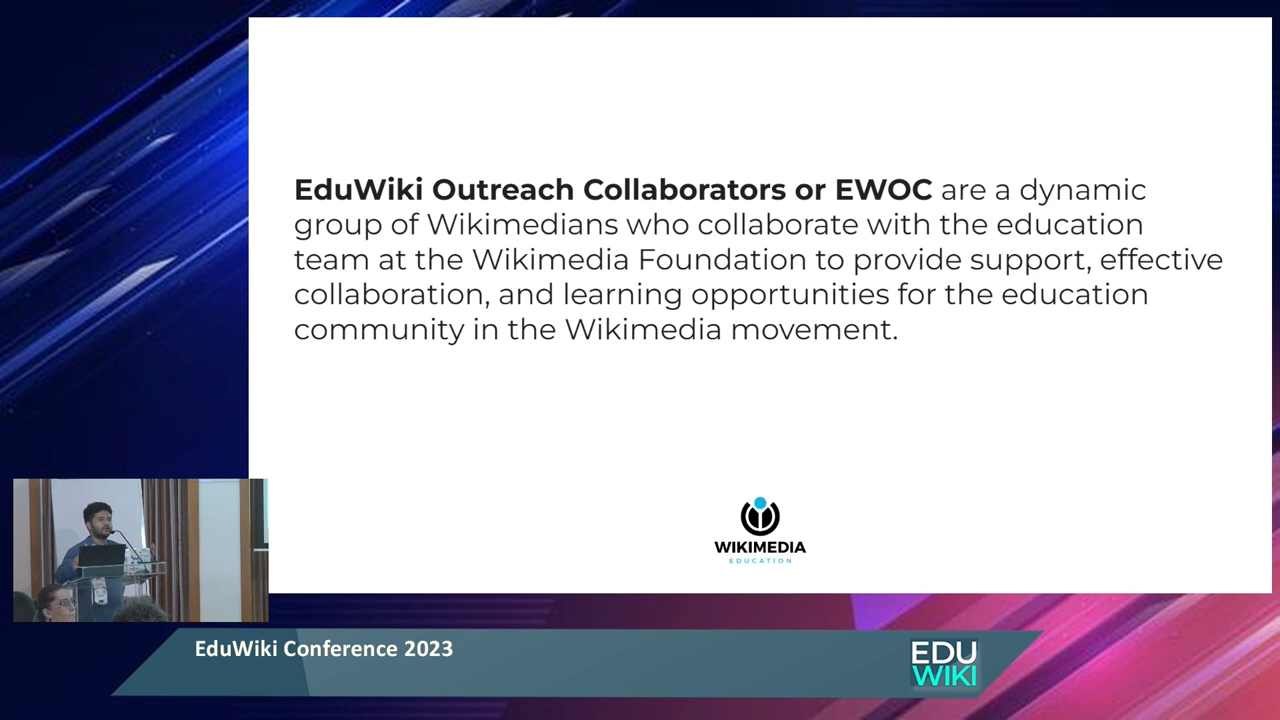 EduWiki Outreach Collaborators or EWOC are a dynamic
group of Wikimedians who collaborate with the education
team at the Wikimedia Foundation to provide support, effective
collaboration, and learning opportunities for the education
community in the Wikimedia movement.
WIKIMEDIA
EDUCATION
EduWiki Conference 2023
EDU
WIKI